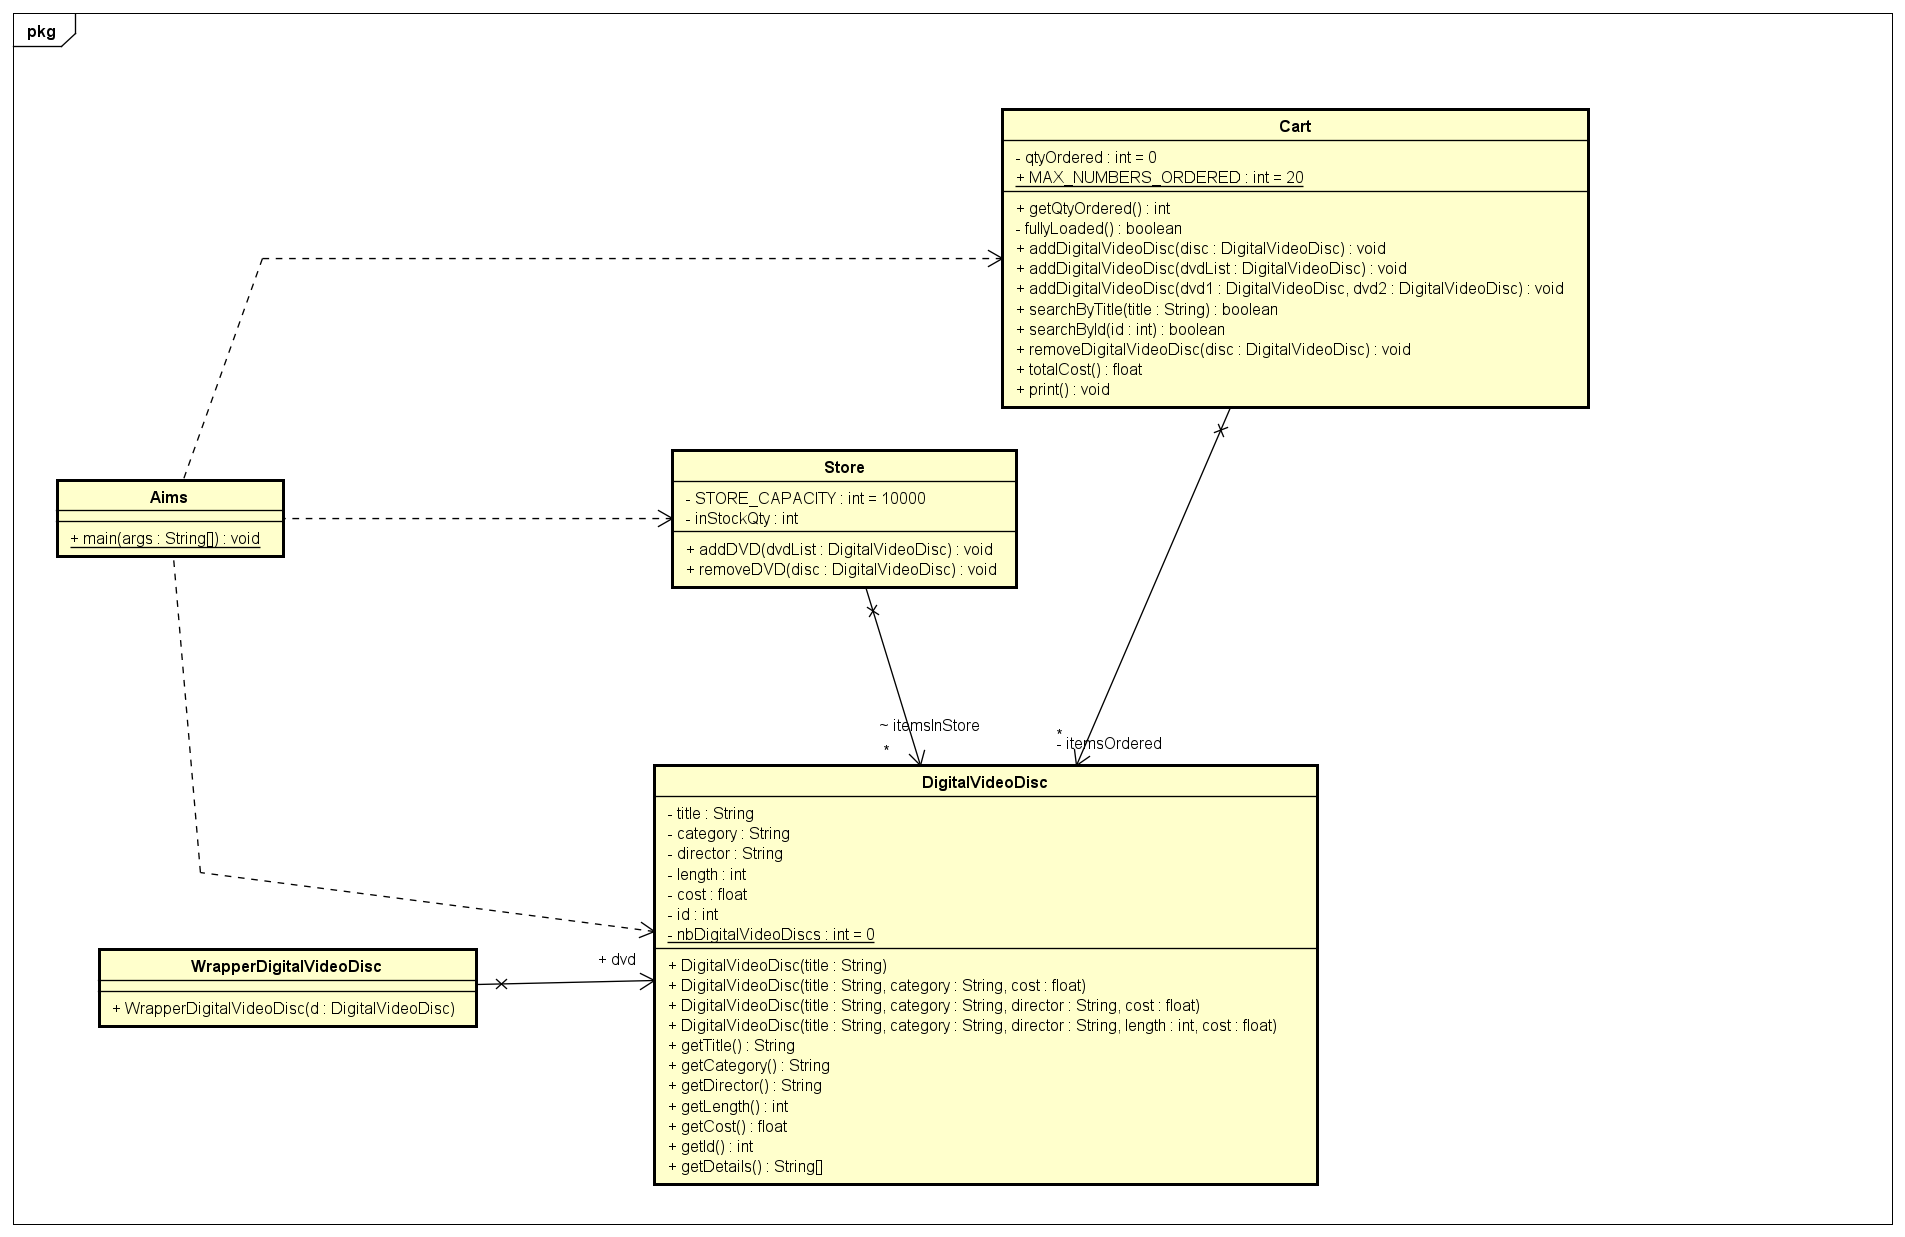 pkg
Cart
- qtyOrdered : int = 0
+ MAX_NUMBERS_ORDERED : int = 20
+ getQtyOrdered() : int
- fullyLoaded() : boolean
+ addDigitalVideoDisc(disc : DigitalVideoDisc) : void
+ addDigitalVideoDisc(dvdList : DigitalVideoDisc) : void
+ addDigitalVideoDisc(dvd1 : DigitalVideoDisc, dvd2 : DigitalVideoDisc) : void
+ searchByTitle(title : String) : boolean
+ searchById(id : int) : boolean
+ removeDigitalVideoDisc(disc : DigitalVideoDisc) : void
+ totalCost() : float
+ print() : void
Store
- STORE_CAPACITY : int = 10000
- inStockQty : int
+ addDVD(dvdList : DigitalVideoDisc) : void
+ removeDVD(disc : DigitalVideoDisc) : void
Aims
+ main(args : String[]) : void
~ itemsInStore
*
*
- itemsOrdered
DigitalVideoDisc
- title : String
- category : String
- director : String
- length : int
- cost : float
- id : int
- nbDigitalVideoDiscs : int = 0
+ DigitalVideoDisc(title : String)
+ DigitalVideoDisc(title : String, category : String, cost : float)
+ DigitalVideoDisc(title : String, category : String, director : String, cost : float)
+ DigitalVideoDisc(title : String, category : String, director : String, length : int, cost : float)
+ getTitle() : String
+ getCategory() : String
+ getDirector() : String
+ getLength() : int
+ getCost() : float
+ getId() : int
+ getDetails() : String[]
+ dvd
WrapperDigitalVideoDisc
+ WrapperDigitalVideoDisc(d : DigitalVideoDisc)